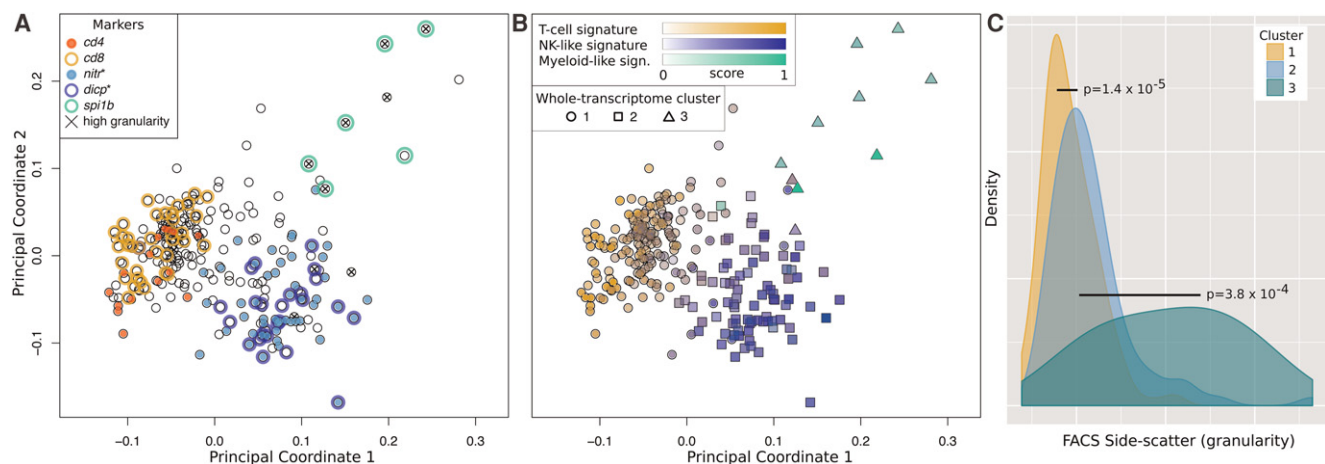 A
Markers
cd4
cd8
nitr*
dicp*
spi1b
high granularity
Principal Coordinate 2
0.2
0.1
0.0
−0.1
−0.1 0.0 0.1 0.2 0.3
Principal Coordinate 1
B
T-cell signature
NK-like signature
Myeloid-like sign.
0 score 1
Whole-transcriptome cluster
1 2 3
−0.1 0.0 0.1 0.2 0.3
Principal Coordinate 1
C
Cluster
1
2
3
p=1.4 x 10-5
p=3.8 x 10-4
Density
FACS Side-scatter (granularity)